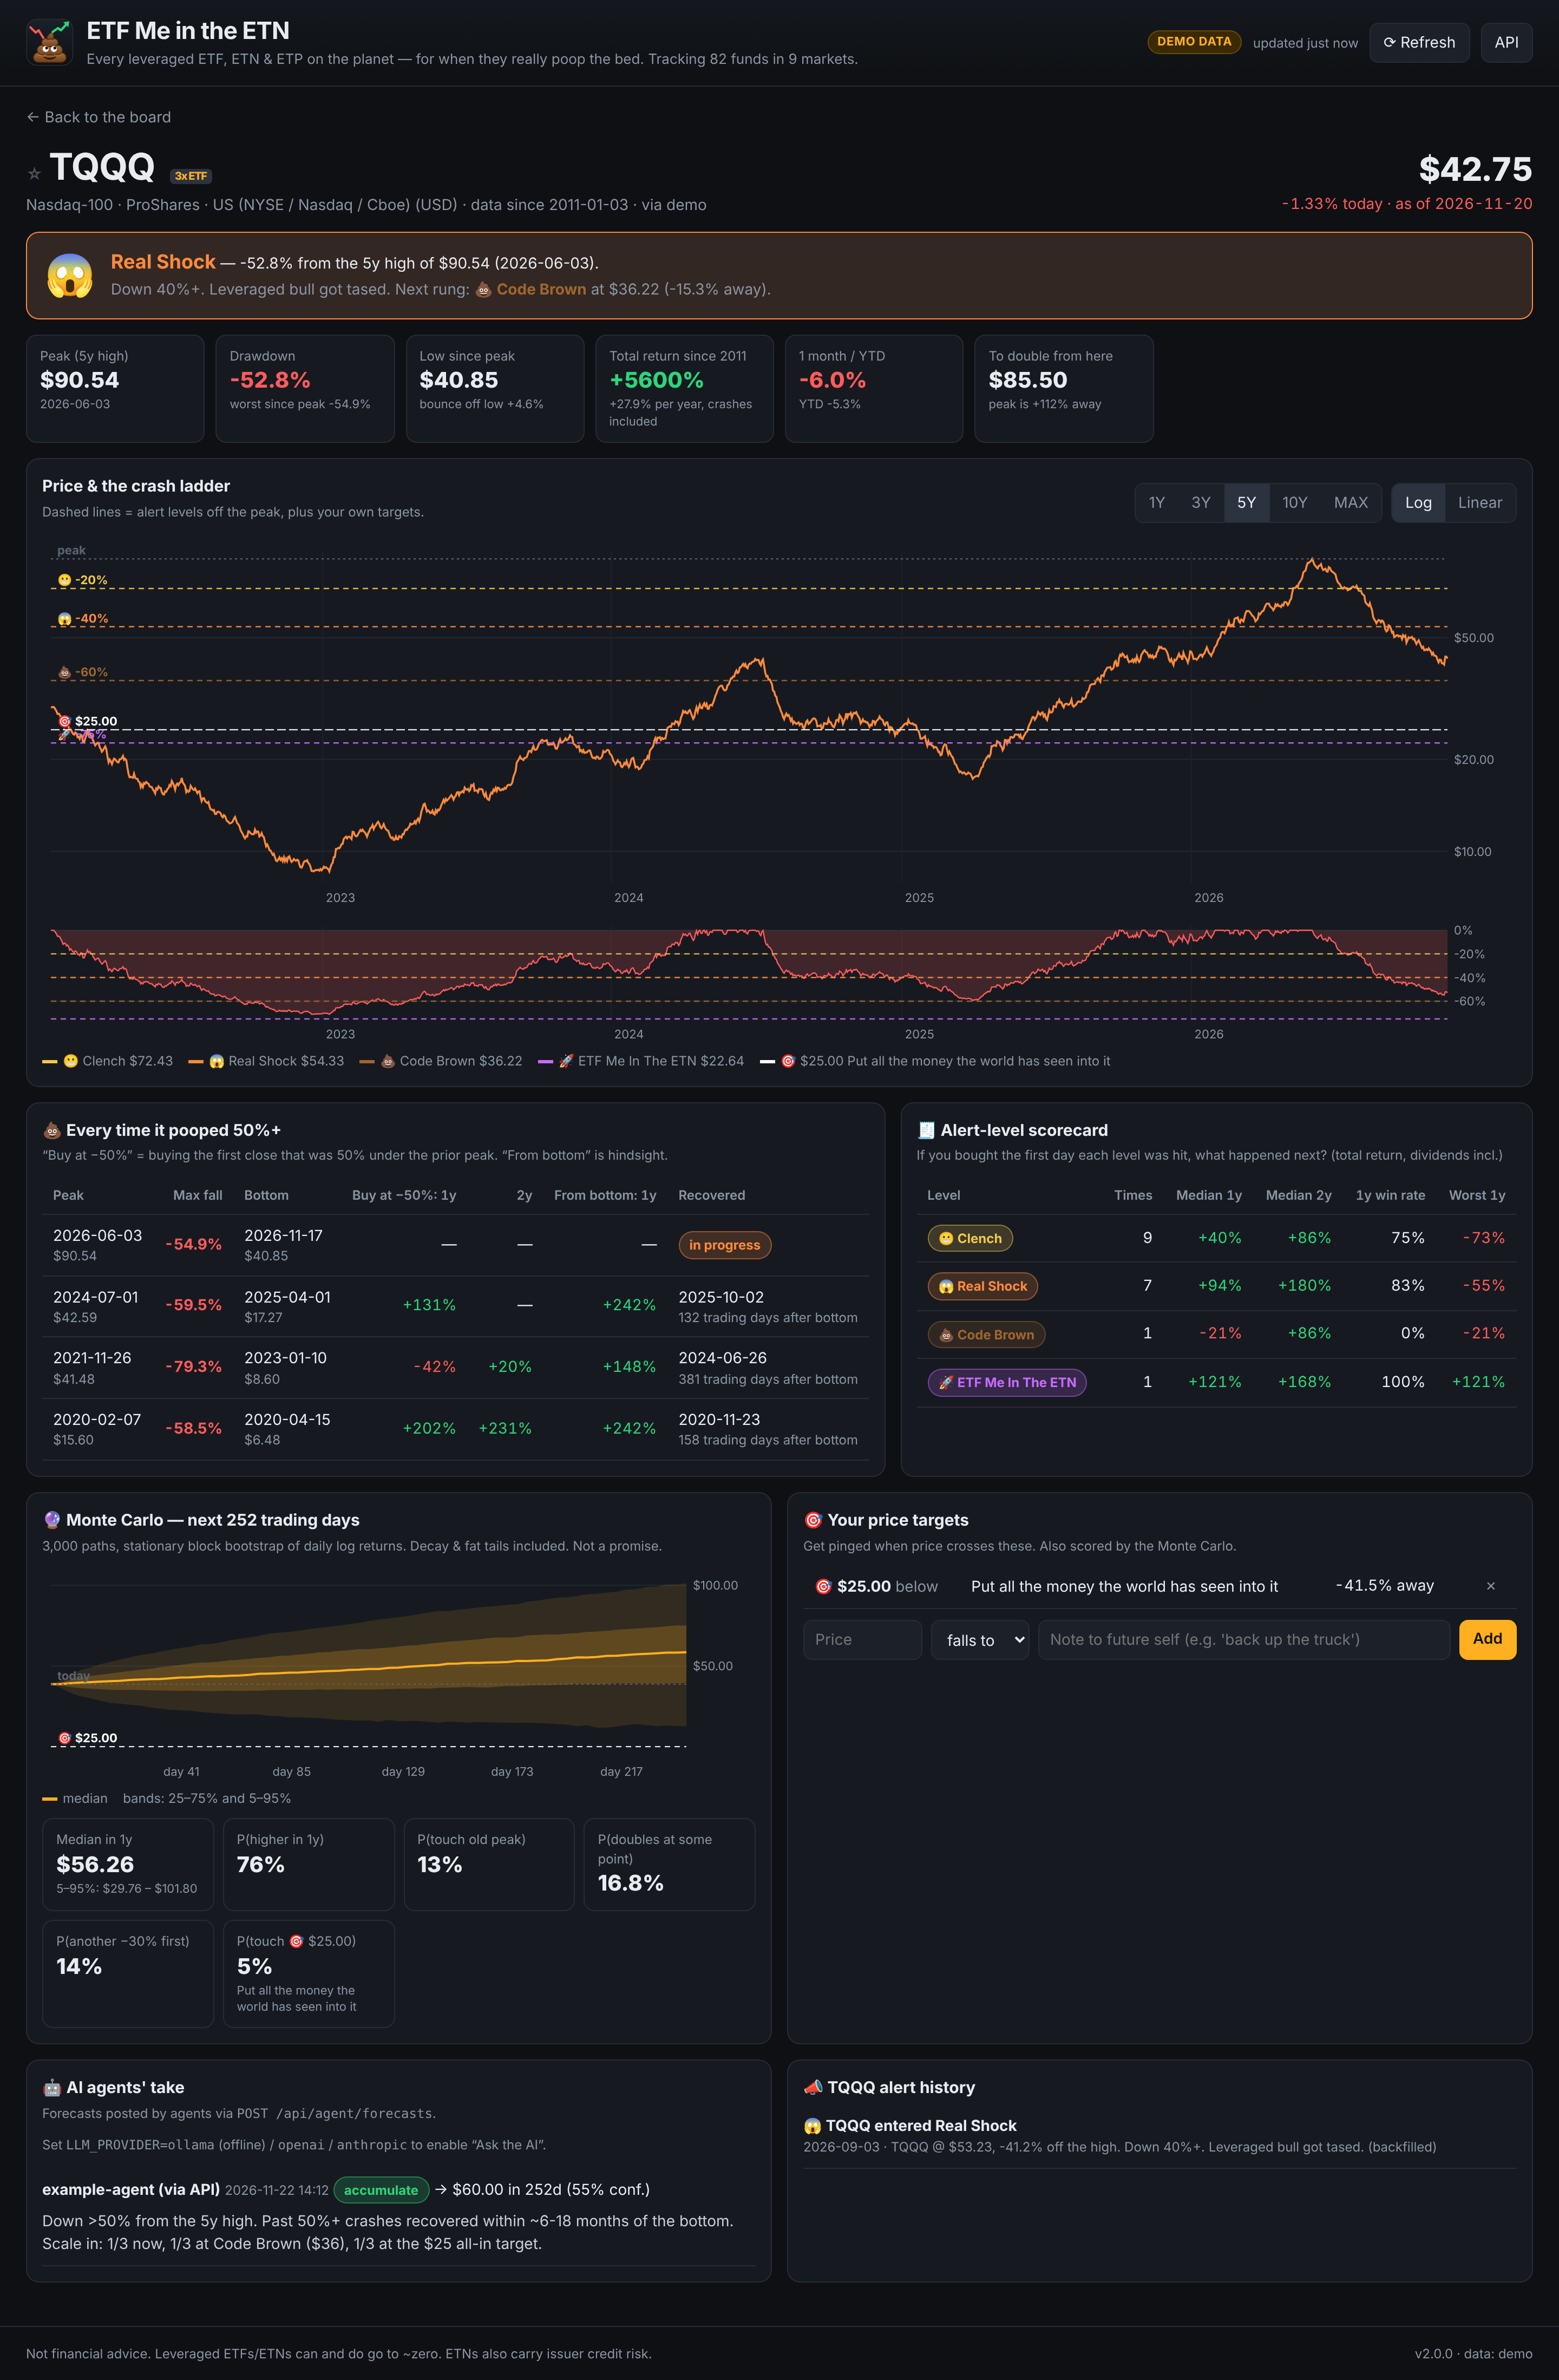 ETF Me in the ETN
Every leveraged ETF, ETN & ETP on the planet — for when they really poop the bed. Tracking 82 funds in 9 markets.
DEMO DATA updated just now ⟳ Refresh API
← Back to the board
☆ TQQQ 3x ETF
$42.75
Nasdaq-100 · ProShares · US (NYSE / Nasdaq / Cboe) (USD) · data since 2011-01-03 · via demo
-1.33% today · as of 2026-11-20
😱 Real Shock — -52.8% from the 5y high of $90.54 (2026-06-03).
Down 40%+. Leveraged bull got tased. Next rung: 💩 Code Brown at $36.22 (-15.3% away).
Peak (5y high)
$90.54
2026-06-03
Drawdown
-52.8%
worst since peak -54.9%
Low since peak
$40.85
bounce off low +4.6%
Total return since 2011
+5600%
+27.9% per year, crashes
included
1 month / YTD
-6.0%
YTD -5.3%
To double from here
$85.50
peak is +112% away
Price & the crash ladder
Dashed lines = alert levels off the peak, plus your own targets.
1Y 3Y 5Y 10Y MAX Log Linear
peak
😬 -20%
😱 -40%
$50.00
💩 -60%
🎯 $25.00
$20.00
$10.00
2023 2024 2025 2026
0%
-20%
-40%
-60%
2023 2024 2025 2026
😬 Clench $72.43 😱 Real Shock $54.33 💩 Code Brown $36.22 🚀 ETF Me In The ETN $22.64 🎯 $25.00 Put all the money the world has seen into it
💩 Every time it pooped 50%+
“Buy at −50%” = buying the first close that was 50% under the prior peak. “From bottom” is hindsight.
Peak Max fall Bottom Buy at −50%: 1y 2y From bottom: 1y Recovered
2026-06-03 -54.9% 2026-11-17 — — — in progress
$90.54 $40.85
2024-07-01 -59.5% 2025-04-01 +131% — +242% 2025-10-02
$42.59 $17.27 132 trading days after bottom
2021-11-26 -79.3% 2023-01-10 -42% +20% +148% 2024-06-26
$41.48 $8.60 381 trading days after bottom
2020-02-07 -58.5% 2020-04-15 +202% +231% +242% 2020-11-23
$15.60 $6.48 158 trading days after bottom
🧾 Alert-level scorecard
If you bought the first day each level was hit, what happened next? (total return, dividends incl.)
Level Times Median 1y Median 2y 1y win rate Worst 1y
😬 Clench 9 +40% +86% 75% -73%
😱 Real Shock 7 +94% +180% 83% -55%
💩 Code Brown 1 -21% +86% 0% -21%
🚀 ETF Me In The ETN 1 +121% +168% 100% +121%
🔮 Monte Carlo — next 252 trading days
3,000 paths, stationary block bootstrap of daily log returns. Decay & fat tails included. Not a promise.
$100.00
$50.00
today
🎯 $25.00
day 41 day 85 day 129 day 173 day 217
median bands: 25–75% and 5–95%
Median in 1y
$56.26
5–95%: $29.76 – $101.80
P(higher in 1y)
76%
P(touch old peak)
13%
P(doubles at some
point)
16.8%
P(another −30% first)
14%
P(touch 🎯 $25.00)
5%
Put all the money the
world has seen into it
🎯 Your price targets
Get pinged when price crosses these. Also scored by the Monte Carlo.
🎯 $25.00 below Put all the money the world has seen into it -41.5% away ×
Price falls to Note to future self (e.g. 'back up the truck') Add
🤖 AI agents' take
Forecasts posted by agents via POST /api/agent/forecasts.
Set LLM_PROVIDER=ollama (offline) / openai / anthropic to enable “Ask the AI”.
example-agent (via API) 2026-11-22 14:12 accumulate → $60.00 in 252d (55% conf.)
Down >50% from the 5y high. Past 50%+ crashes recovered within ~6-18 months of the bottom.
Scale in: 1/3 now, 1/3 at Code Brown ($36), 1/3 at the $25 all-in target.
📣 TQQQ alert history
😱 TQQQ entered Real Shock
2026-09-03 · TQQQ @ $53.23, -41.2% off the high. Down 40%+. Leveraged bull got tased. (backfilled)
Not financial advice. Leveraged ETFs/ETNs can and do go to ~zero. ETNs also carry issuer credit risk.
v2.0.0 · data: demo